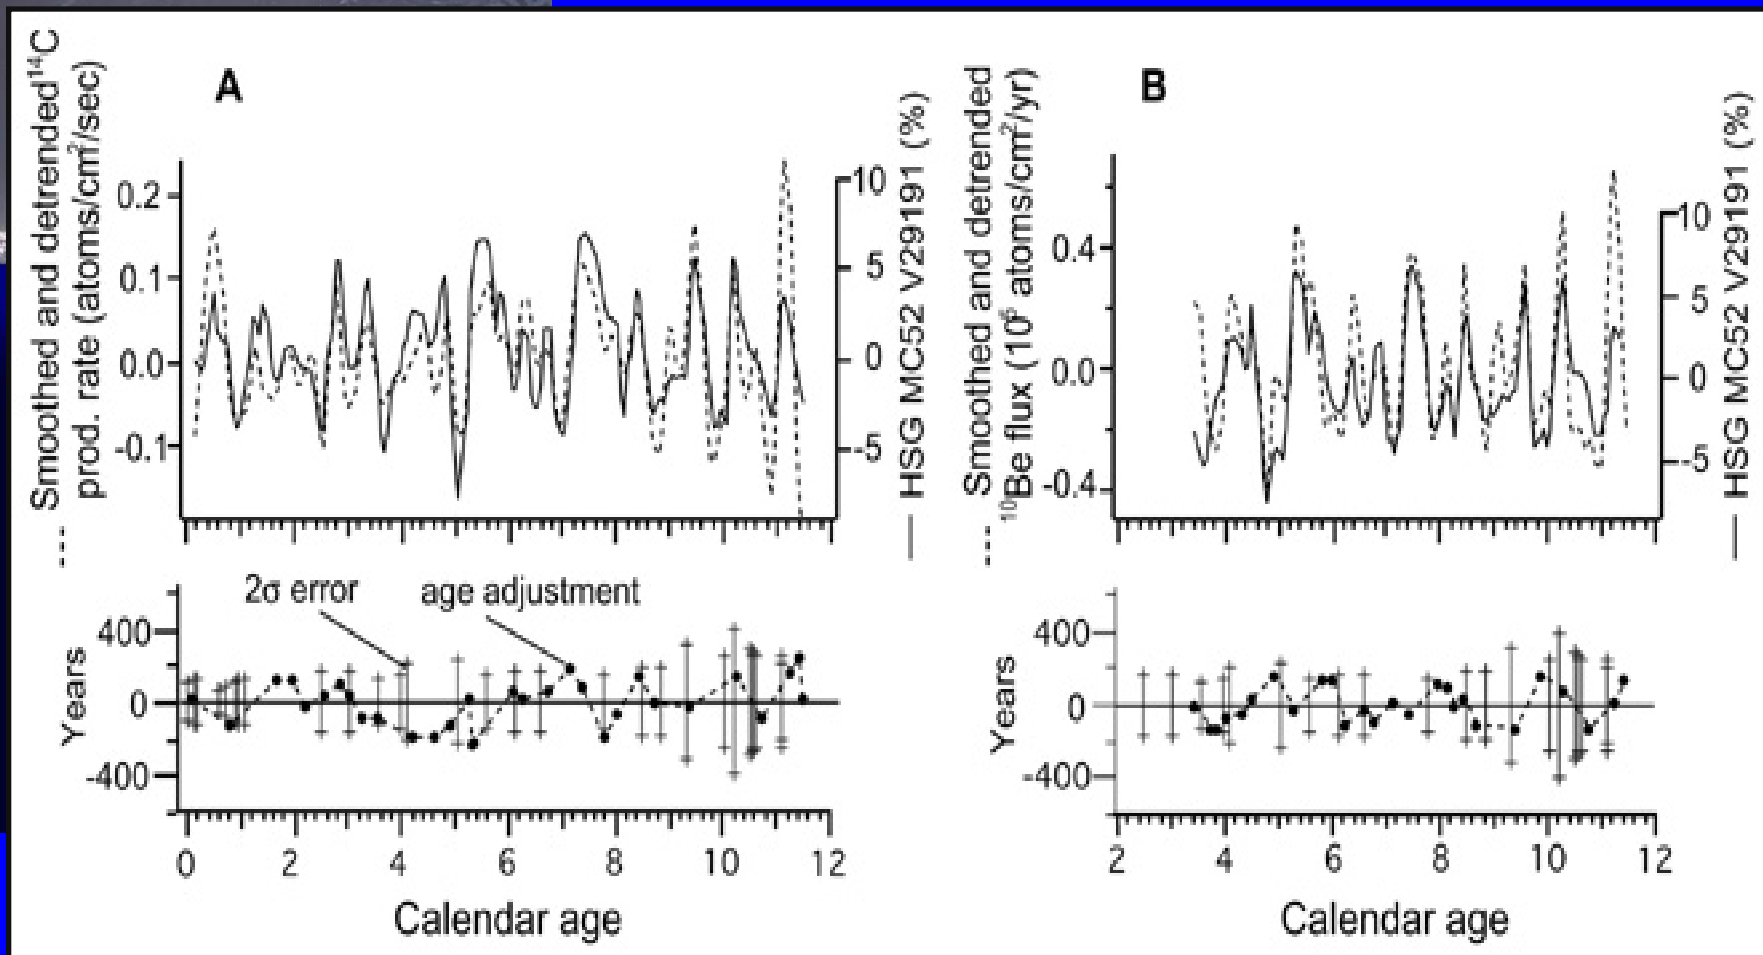 A
Smoothed and detrended ¹⁴C
prod. rate (atoms/cm²/sec)
0.2
0.1
0.0
-0.1
10
5
0
-5
HSG MC52 V29191 (%)
2σ error
age adjustment
Years
400
0
-400
0 2 4 6 8 10 12
Calendar age
B
Smoothed and detrended
¹⁰Be flux (10⁶ atoms/cm²/yr)
0.4
0.0
-0.4
10
5
0
-5
HSG MC52 V29191 (%)
Years
400
0
-400
2 4 6 8 10 12
Calendar age